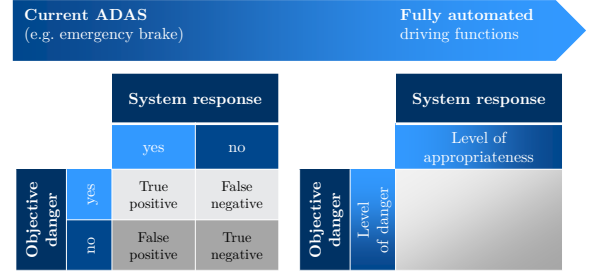 Current ADAS
(e.g. emergency brake)
Fully automated
driving functions
System response
yes
no
Objective
danger
yes
True
positive
False
negative
no
False
positive
True
negative
System response
Level of
appropriateness
Objective
danger
Level
of danger